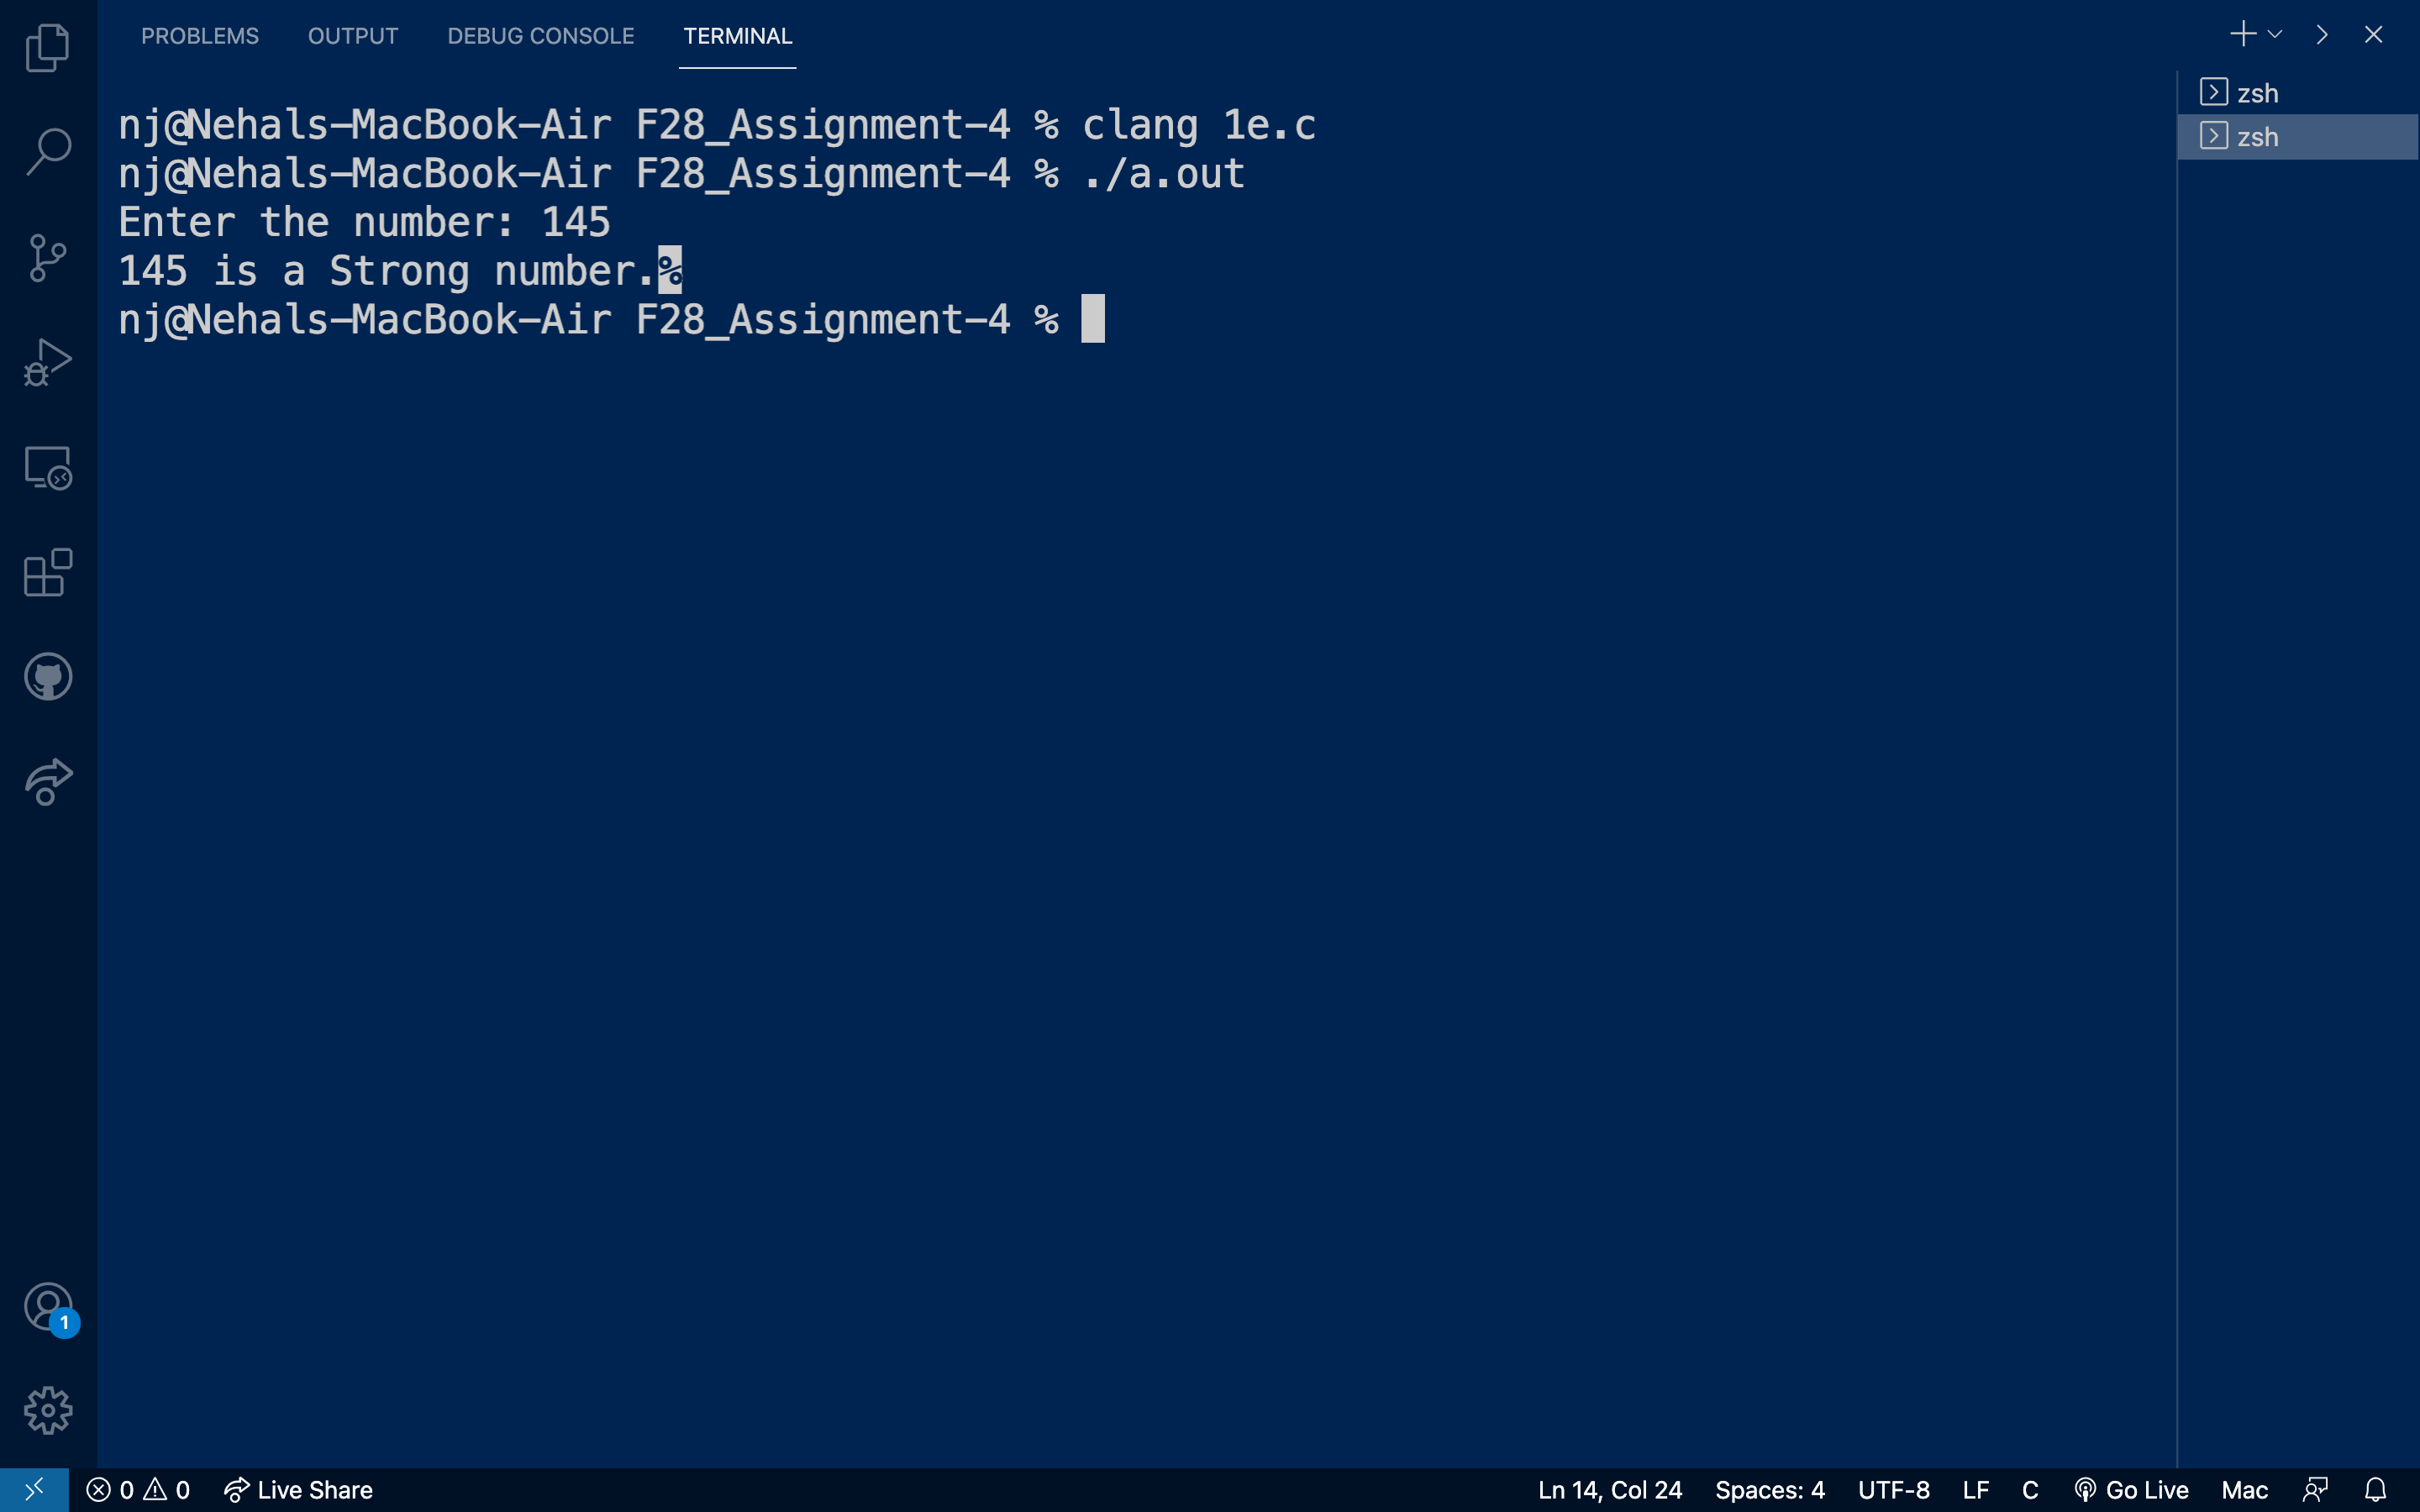 PROBLEMS OUTPUT DEBUG CONSOLE TERMINAL
zsh
zsh
nj@Nehals-MacBook-Air F28_Assignment-4 % clang 1e.c
nj@Nehals-MacBook-Air F28_Assignment-4 % ./a.out
Enter the number: 145
145 is a Strong number.%
nj@Nehals-MacBook-Air F28_Assignment-4 %
1
0 0 Live Share Ln 14, Col 24 Spaces: 4 UTF-8 LF C Go Live Mac